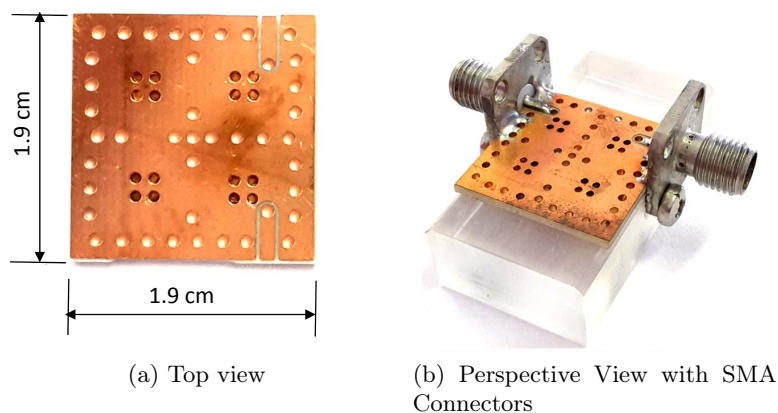 1.9 cm
1.9 cm
(a) Top view
(b) Perspective View with SMA
Connectors